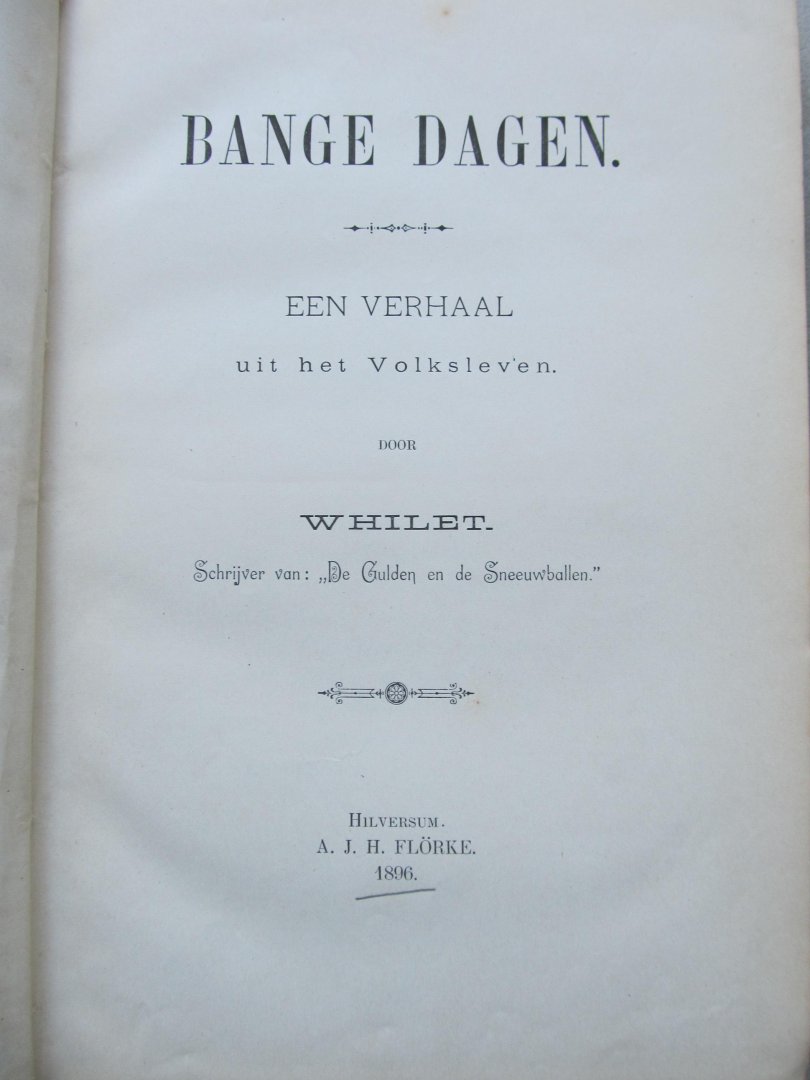 BANGE DAGEN.
EEN VERHAAL
uit het Volksleven.
DOOR
WHILET.
Schrijver van: „De Gulden en de Sneeuwballen.”
HILVERSUM.
A. J. H. FLÖRKE.
1896.